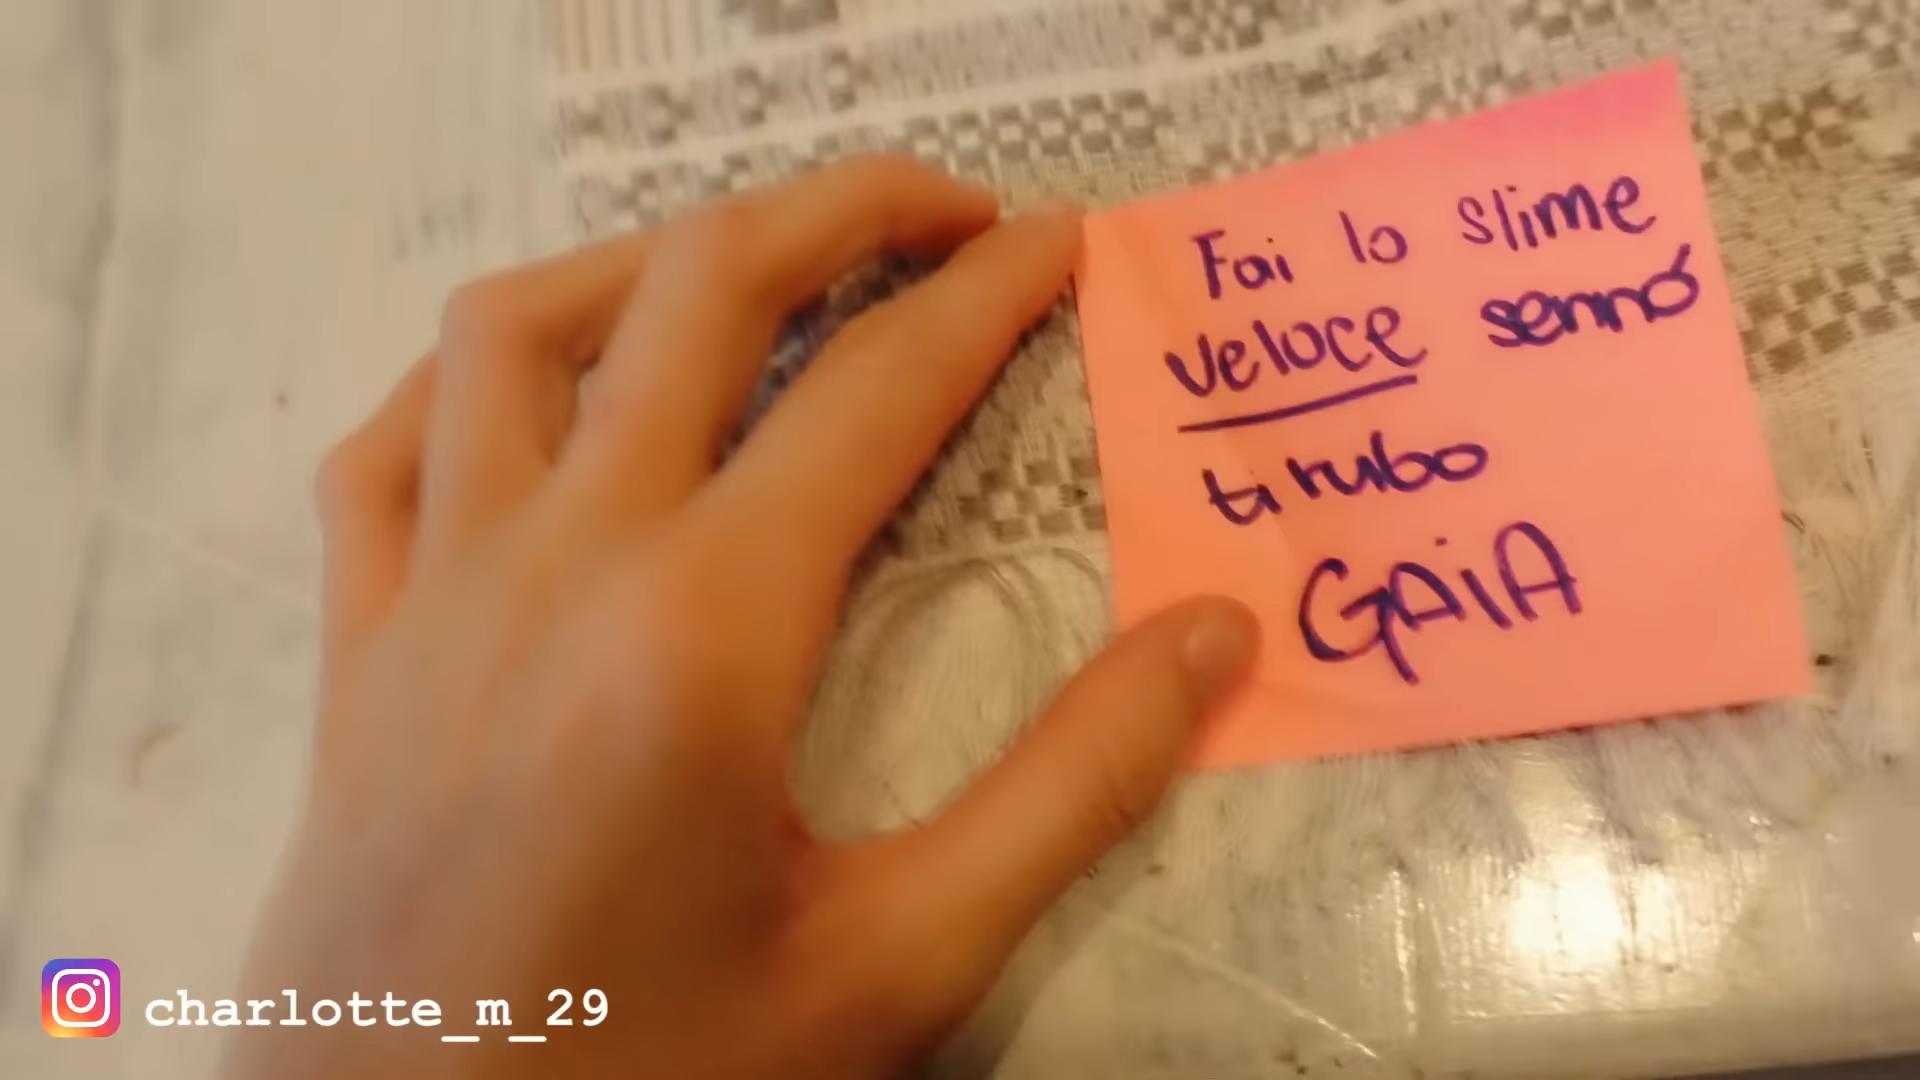 Fai lo slime
veloce sennó
ti rubo
GAiA
charlotte_m_29